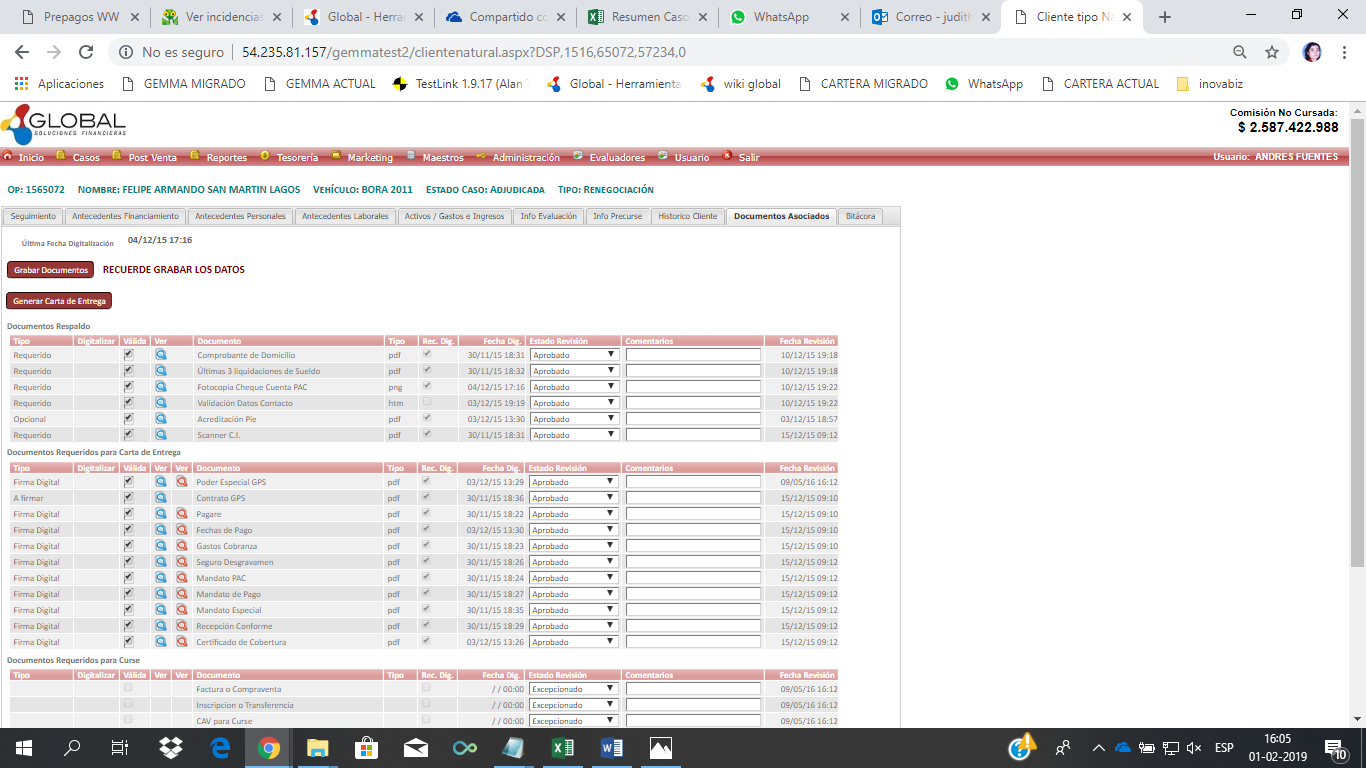 Prepagos WW
Ver incidencias
Global - Herrar
Compartido co
Resumen Caso
WhatsApp
Correo - judith
Cliente tipo Na
No es seguro | 54.235.81.157/gemmatest2/clientenatural.aspx?DSP,1516,65072,57234,0
Aplicaciones GEMMA MIGRADO GEMMA ACTUAL TestLink 1.9.17 (Alan Global - Herramienta wiki global CARTERA MIGRADO WhatsApp CARTERA ACTUAL inovabiz
GLOBAL
SOLUCIONES FINANCIERAS
Comisión No Cursada:
$ 2.587.422.988
Inicio Casos Post Venta Reportes Tesorería Marketing Maestros Administración Evaluadores Usuario Salir Usuario: ANDRES FUENTES
OP: 1565072 NOMBRE: FELIPE ARMANDO SAN MARTIN LAGOS VEHÍCULO: BORA 2011 ESTADO CASO: ADJUDICADA TIPO: RENEGOCIACIÓN
Seguimiento Antecedentes Financiamiento Antecedentes Personales Antecedentes Laborales Activos / Gastos e Ingresos Info Evaluación Info Precurse Historico Cliente Documentos Asociados Bitácora
Última Fecha Digitalización 04/12/15 17:16
Grabar Documentos RECUERDE GRABAR LOS DATOS
Generar Carta de Entrega
Documentos Respaldo
Tipo Digitalizar Válida Ver Documento Tipo Rec. Dig. Fecha Dig. Estado Revisión Comentarios Fecha Revisión
Requerido Comprobante de Domicilio pdf 30/11/15 18:31 Aprobado 10/12/15 19:18
Requerido Últimas 3 liquidaciones de Sueldo pdf 30/11/15 18:32 Aprobado 10/12/15 19:18
Requerido Fotocopia Cheque Cuenta PAC png 04/12/15 17:16 Aprobado 10/12/15 19:22
Requerido Validación Datos Contacto htm 03/12/15 19:19 Aprobado 10/12/15 19:22
Opcional Acreditación Pie pdf 03/12/15 13:30 Aprobado 03/12/15 18:57
Requerido Scanner C.I. pdf 30/11/15 18:31 Aprobado 15/12/15 09:12
Documentos Requeridos para Carta de Entrega
Tipo Digitalizar Válida Ver Ver Documento Tipo Rec. Dig. Fecha Dig. Estado Revisión Comentarios Fecha Revisión
Firma Digital Poder Especial GPS pdf 03/12/15 13:29 Aprobado 09/05/16 16:12
A firmar Contrato GPS pdf 30/11/15 18:36 Aprobado 15/12/15 09:10
Firma Digital Pagare pdf 30/11/15 18:22 Aprobado 15/12/15 09:10
Firma Digital Fechas de Pago pdf 03/12/15 13:30 Aprobado 15/12/15 09:10
Firma Digital Gastos Cobranza pdf 30/11/15 18:23 Aprobado 15/12/15 09:10
Firma Digital Seguro Desgravamen pdf 30/11/15 18:26 Aprobado 15/12/15 09:12
Firma Digital Mandato PAC pdf 30/11/15 18:24 Aprobado 15/12/15 09:12
Firma Digital Mandato de Pago pdf 30/11/15 18:27 Aprobado 15/12/15 09:12
Firma Digital Mandato Especial pdf 30/11/15 18:35 Aprobado 15/12/15 09:12
Firma Digital Recepción Conforme pdf 30/11/15 18:29 Aprobado 15/12/15 09:12
Firma Digital Certificado de Cobertura pdf 03/12/15 13:26 Aprobado 15/12/15 09:12
Documentos Requeridos para Curse
Tipo Digitalizar Válida Ver Ver Documento Tipo Rec. Dig. Fecha Dig. Estado Revisión Comentarios Fecha Revisión
Factura o Compraventa / / 00:00 Excepcionado 09/05/16 16:12
Inscripcion o Transferencia / / 00:00 Excepcionado 09/05/16 16:12
CAV para Curse / / 00:00 Excepcionado 09/05/16 16:12
ESP
16:05
01-02-2019
10